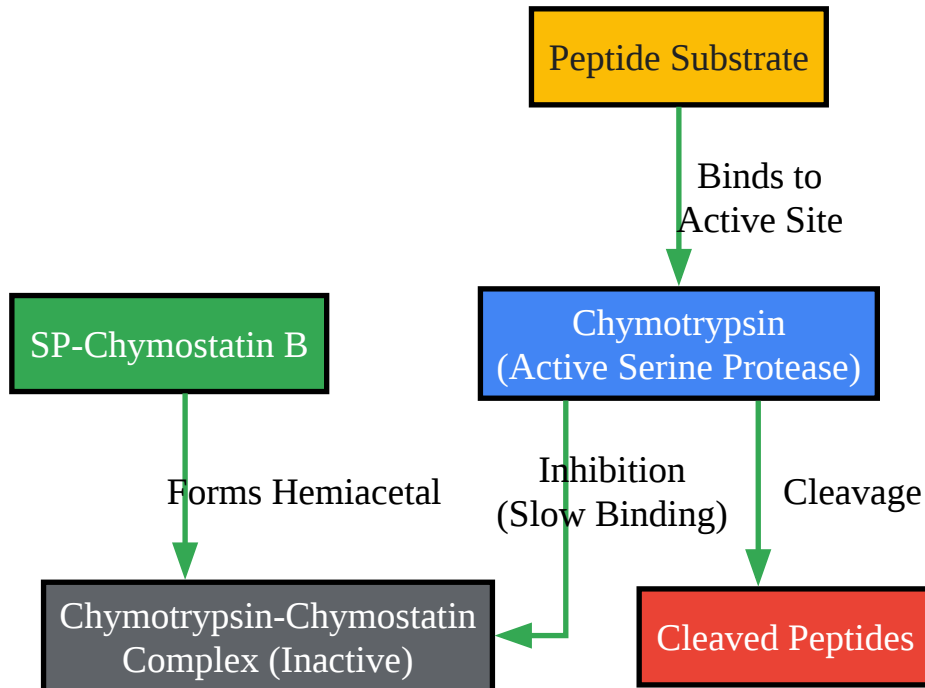 Peptide Substrate
Binds to
Active Site
SP-Chymostatin B
Chymotrypsin
(Active Serine Protease)
Forms Hemiacetal
Inhibition
(Slow Binding)
Cleavage
Chymotrypsin-Chymostatin
Complex (Inactive)
Cleaved Peptides